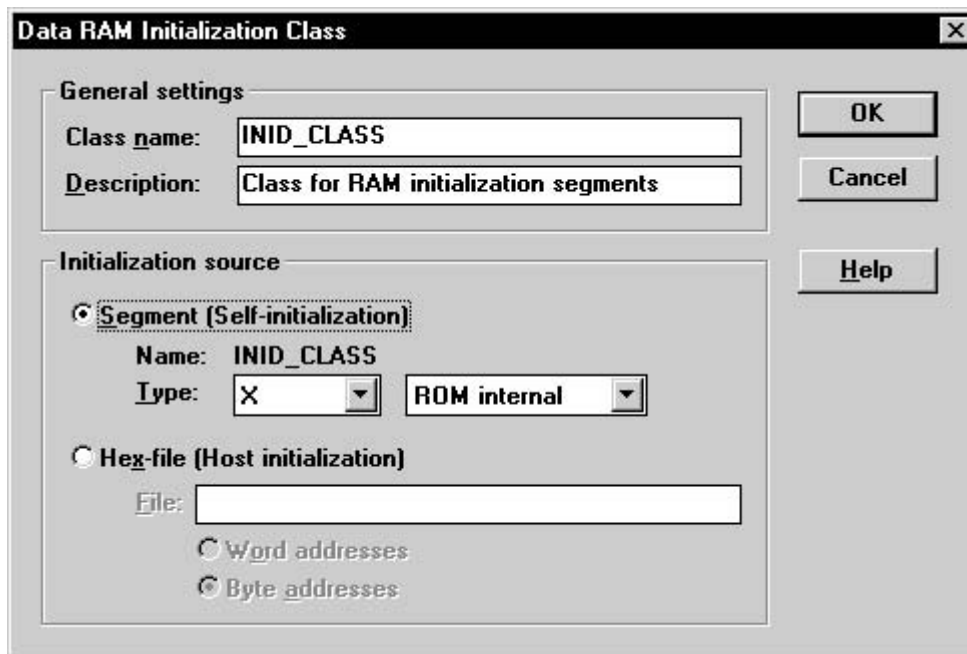 Data RAM Initialization Class
General settings
Class name: INID_CLASS
Description: Class for RAM initialization segments
OK
Cancel
Help
Initialization source
Segment (Self-initialization)
Name: INID_CLASS
Type: X ROM internal
Hex-file (Host initialization)
File:
Word addresses
Byte addresses